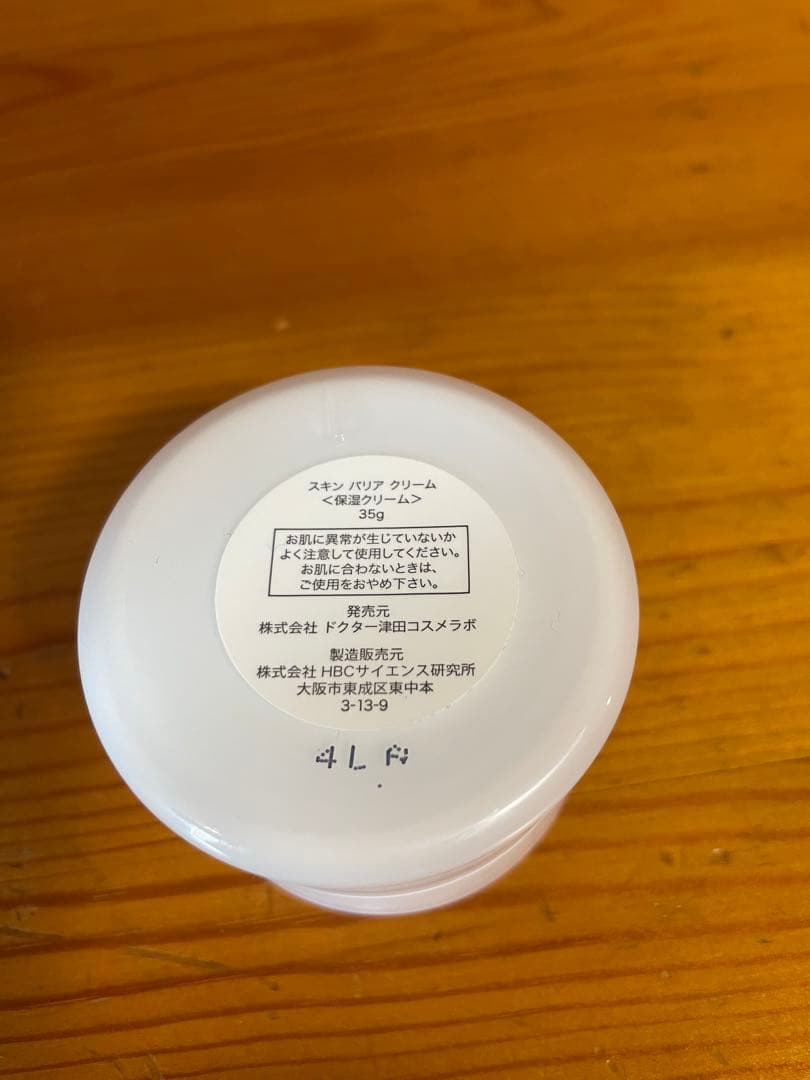 スキン バリア クリーム
＜保湿クリーム＞
35g
お肌に異常が生じていないか
よく注意して使用してください。
お肌に合わないときは、
ご使用をおやめ下さい。
発売元
株式会社 ドクター津田コスメラボ
製造販売元
株式会社 HBCサイエンス研究所
大阪市東成区東中本
3-13-9